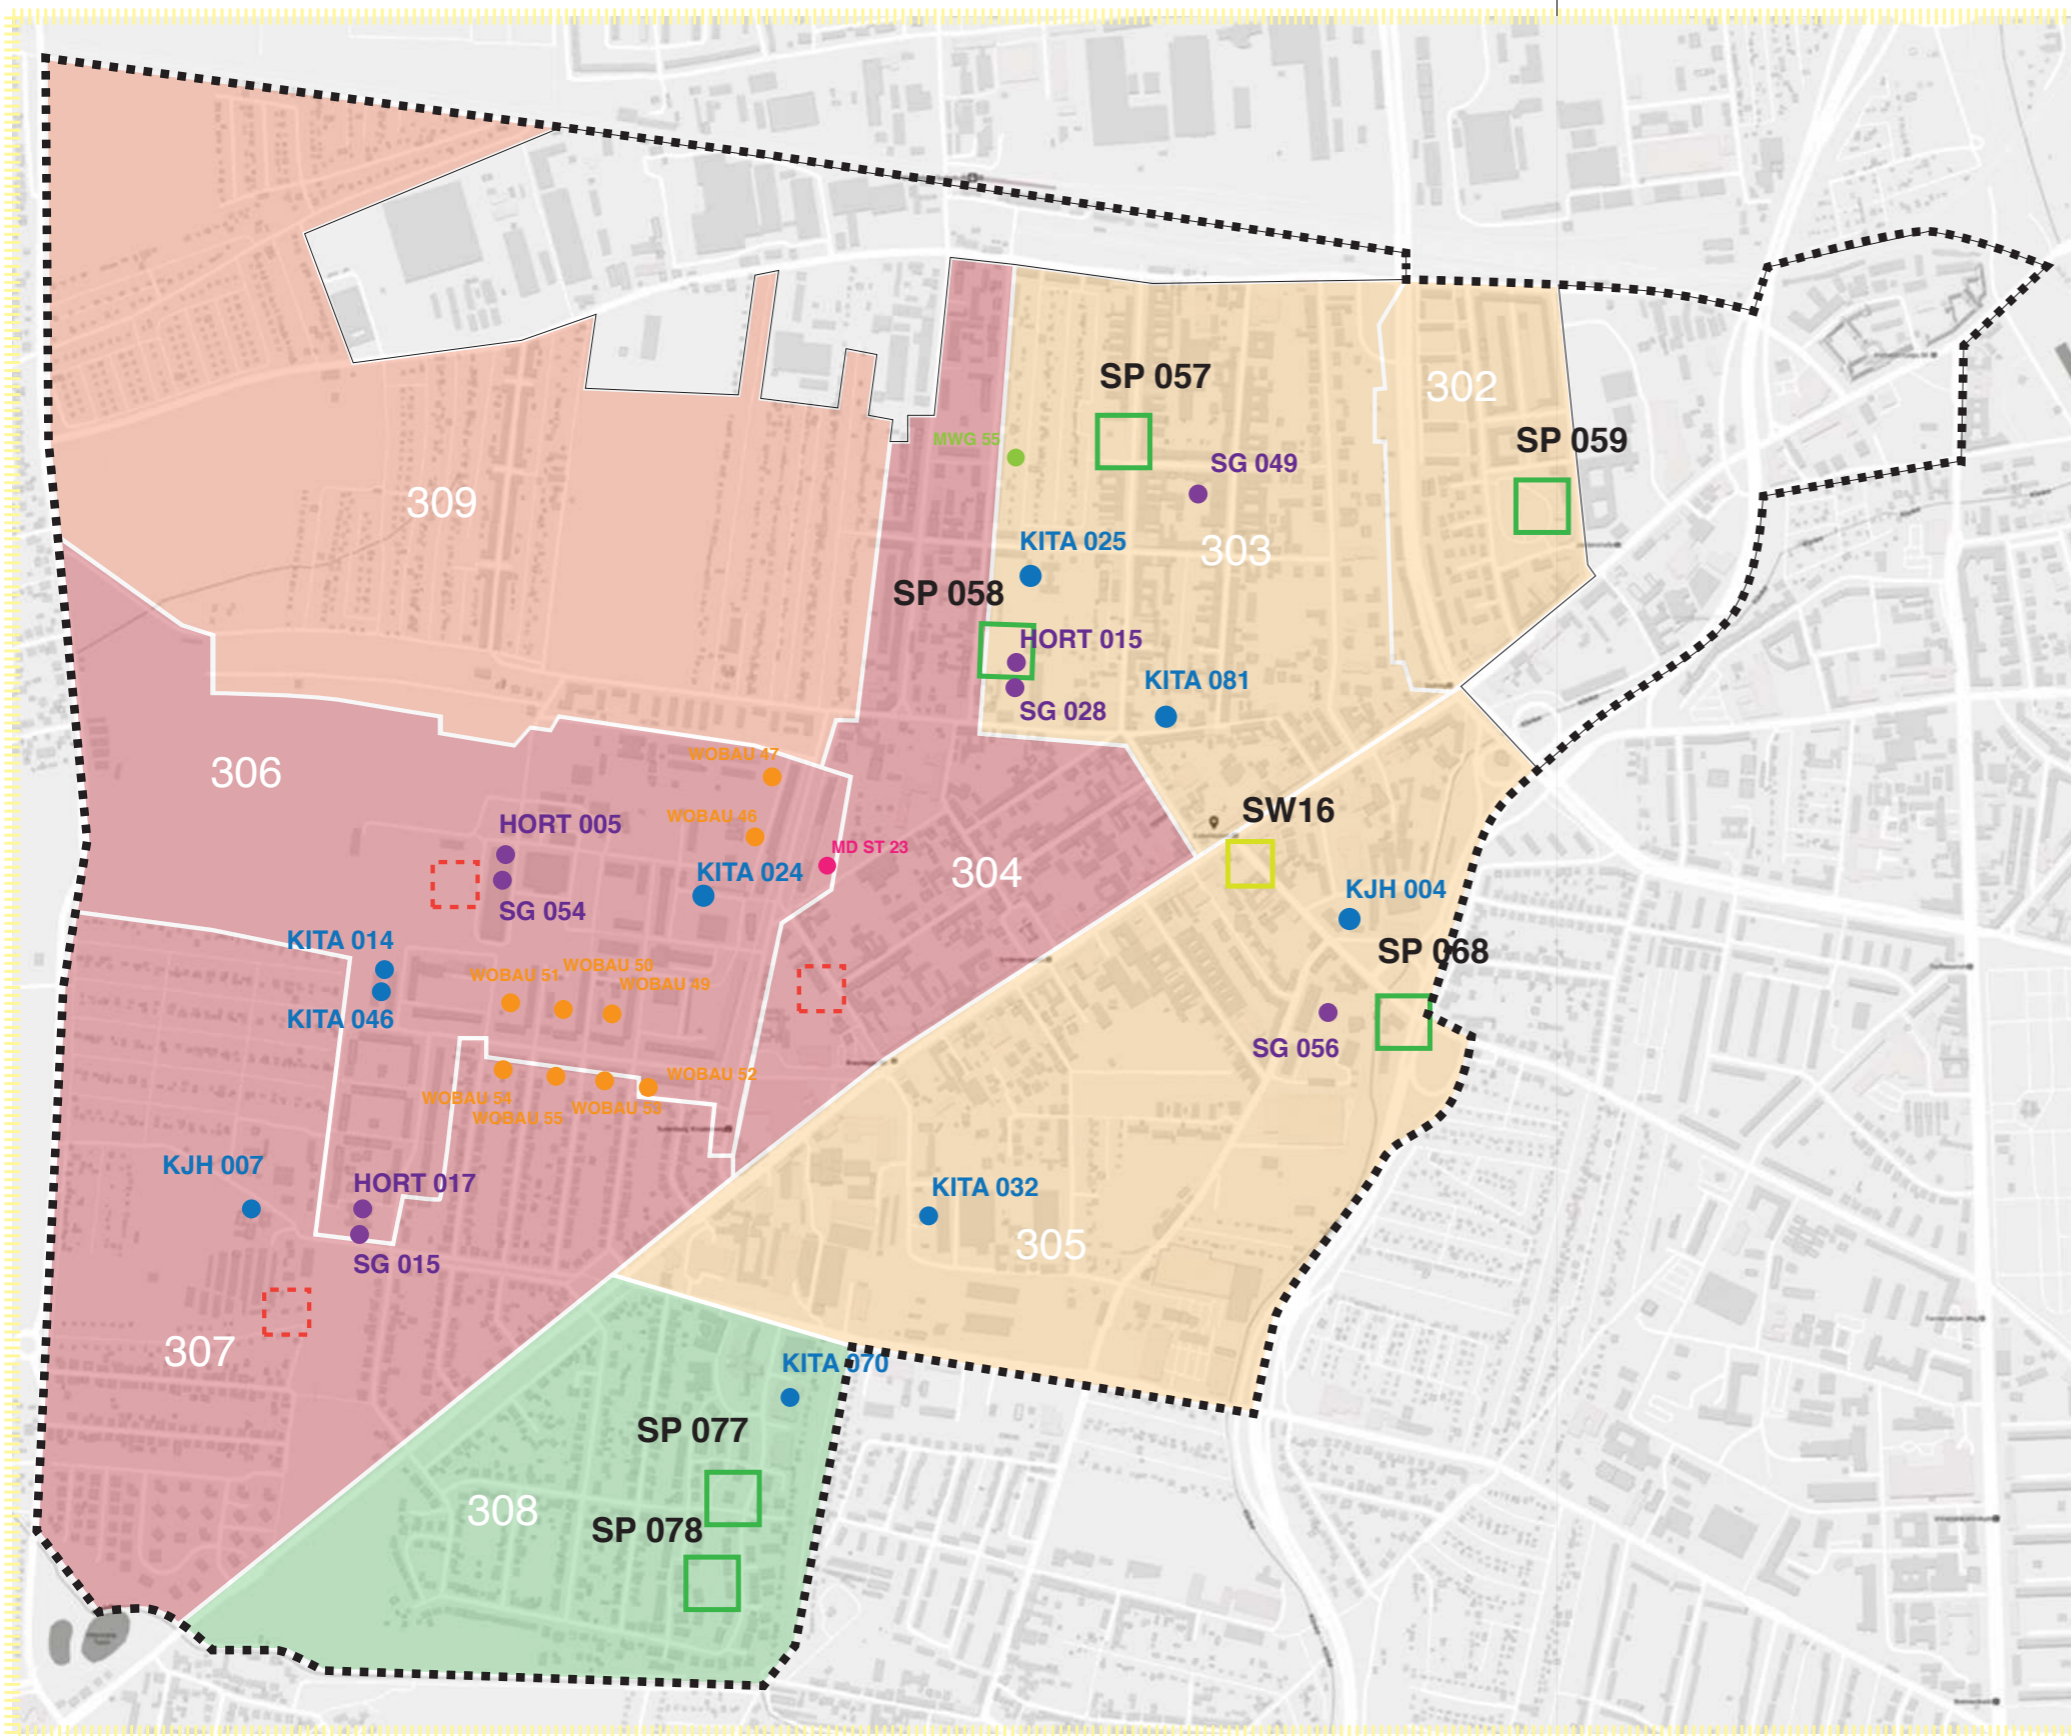 SP 057
302
SP 059
MWG 55
SG 049
309
KITA 025
303
SP 058
HORT 015
KITA 081
SG 028
306
WOBAU 47
WOBAU 46
SW16
HORT 005
MD ST 23
KITA 024
304
KJH 004
SG 054
KITA 014
SP 068
WOBAU 50
WOBAU 51
WOBAU 49
KITA 046
SG 056
WOBAU 52
WOBAU 54
WOBAU 53
WOBAU 55
KJH 007
HORT 017
KITA 032
305
SG 015
307
KITA 070
SP 077
308
SP 078